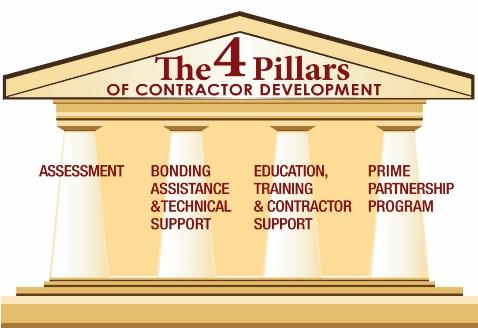 The 4 Pillars
OF CONTRACTOR DEVELOPMENT
ASSESSMENT
BONDING
ASSISTANCE
&TECHNICAL
SUPPORT
EDUCATION,
TRAINING
& CONTRACTOR
SUPPORT
PRIME
PARTNERSHIP
PROGRAM